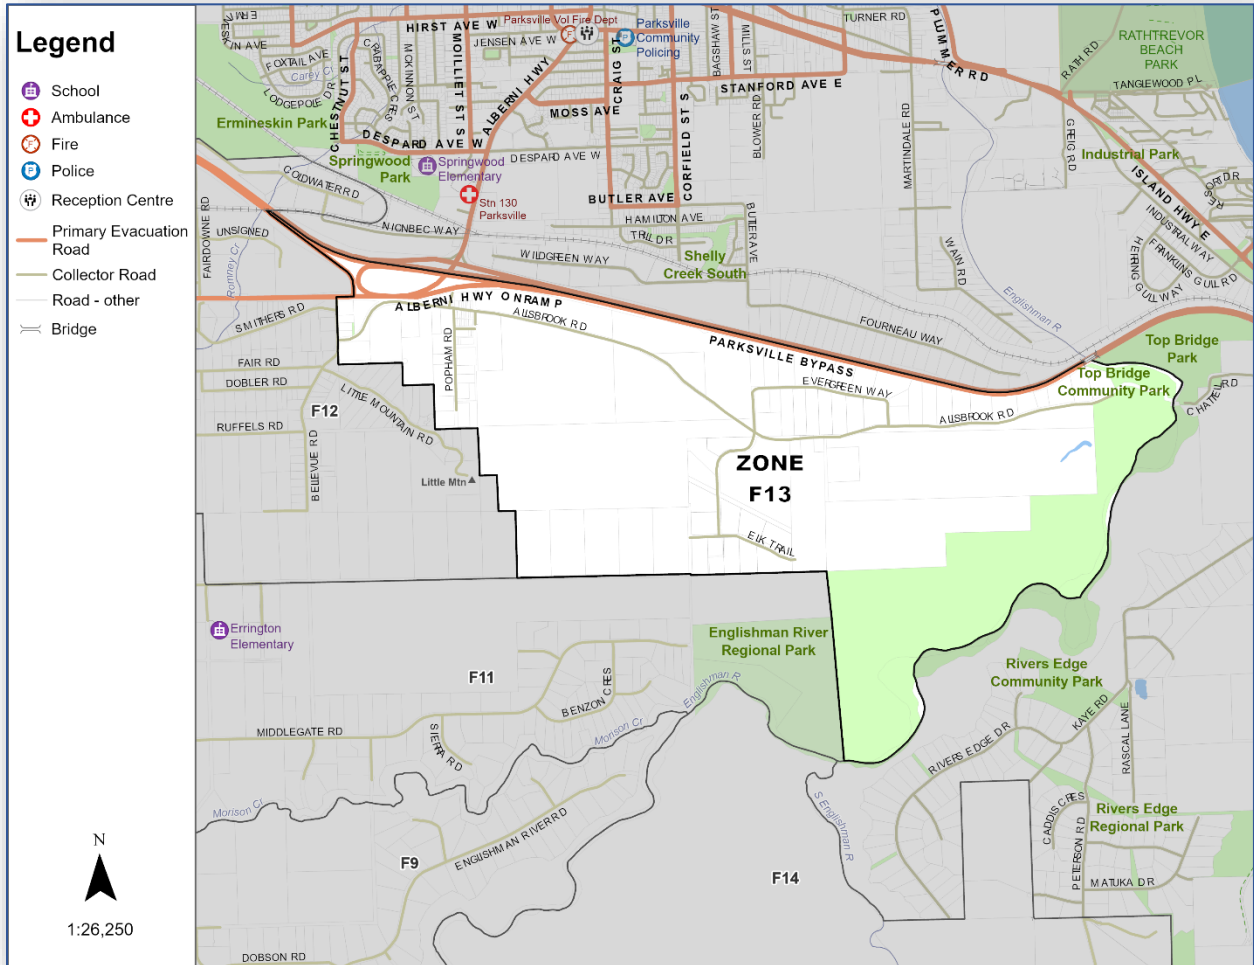 Legend
School
Ambulance
Fire
Police
Reception Centre
Primary Evacuation
Road
Collector Road
Road - other
Bridge
N
1:26,250
HIRST AVE W
Parksville Vol Fire Dept
Parksville
Community
Policing
JENSEN AVE W
FOXTAIL AVE
Carey Cr
LODGEPOLE DR
CRABAPPLE CRES
MCKINNON ST
MOILLIET ST S
ALBERNI HWY
CRAIG ST
BAGSHAW ST
MILLS ST
TURNER RD
PLUMMER RD
RATH RD
RATHTREVOR
BEACH
PARK
TANGLEWOOD PL
STANFORD AVE E
MOSS AVE
Ermineskin Park
CHESTNUT ST
DESPARD AVE W
DESPARD AVE W
Springwood
Park
Springwood
Elementary
Stn 130
Parksville
CORFIELD ST S
BLOWER RD
MARTINDALE RD
GREIG RD
Industrial Park
ISLAND HWY E
RESORT DR
INDUSTRIAL WAY
FRANKLINS GULL RD
HERRING GULL WAY
COLDWATER RD
FAIRDOWNE RD
UNSIGNED
Romney Cr
NICNBEC WAY
BUTLER AVE
HAMILTON AVE
TRILL DR
BUTLER AVE
Shelly
Creek South
WILDGREEN WAY
WAIN RD
Englishman R
SMITHERS RD
ALBERNI HWY ONRAMP
ALLSBROOK RD
FOURNEAU WAY
PARKSVILLE BYPASS
POPHAM RD
Top Bridge
Park
Top Bridge
Community Park
CHATTELL RD
FAIR RD
DOBLER RD
F12
LITTLE MOUNTAIN RD
RUFFELS RD
BELLEVUE RD
Little Mtn
EVERGREEN WAY
ALLSBROOK RD
ZONE
F13
ELK TRAIL
Errington
Elementary
F11
Englishman River
Regional Park
Englishman R
BENZON CRES
Morison Cr
MIDDLEGATE RD
SIERRA RD
Rivers Edge
Community Park
KAYE RD
RIVERS EDGE DR
RASCAL LANE
Morison Cr
S Englishman R
CADDIS CRES
Rivers Edge
Regional Park
PETERSON RD
MATUKA DR
F9
ENGLISHMAN RIVER RD
F14
DOBSON RD